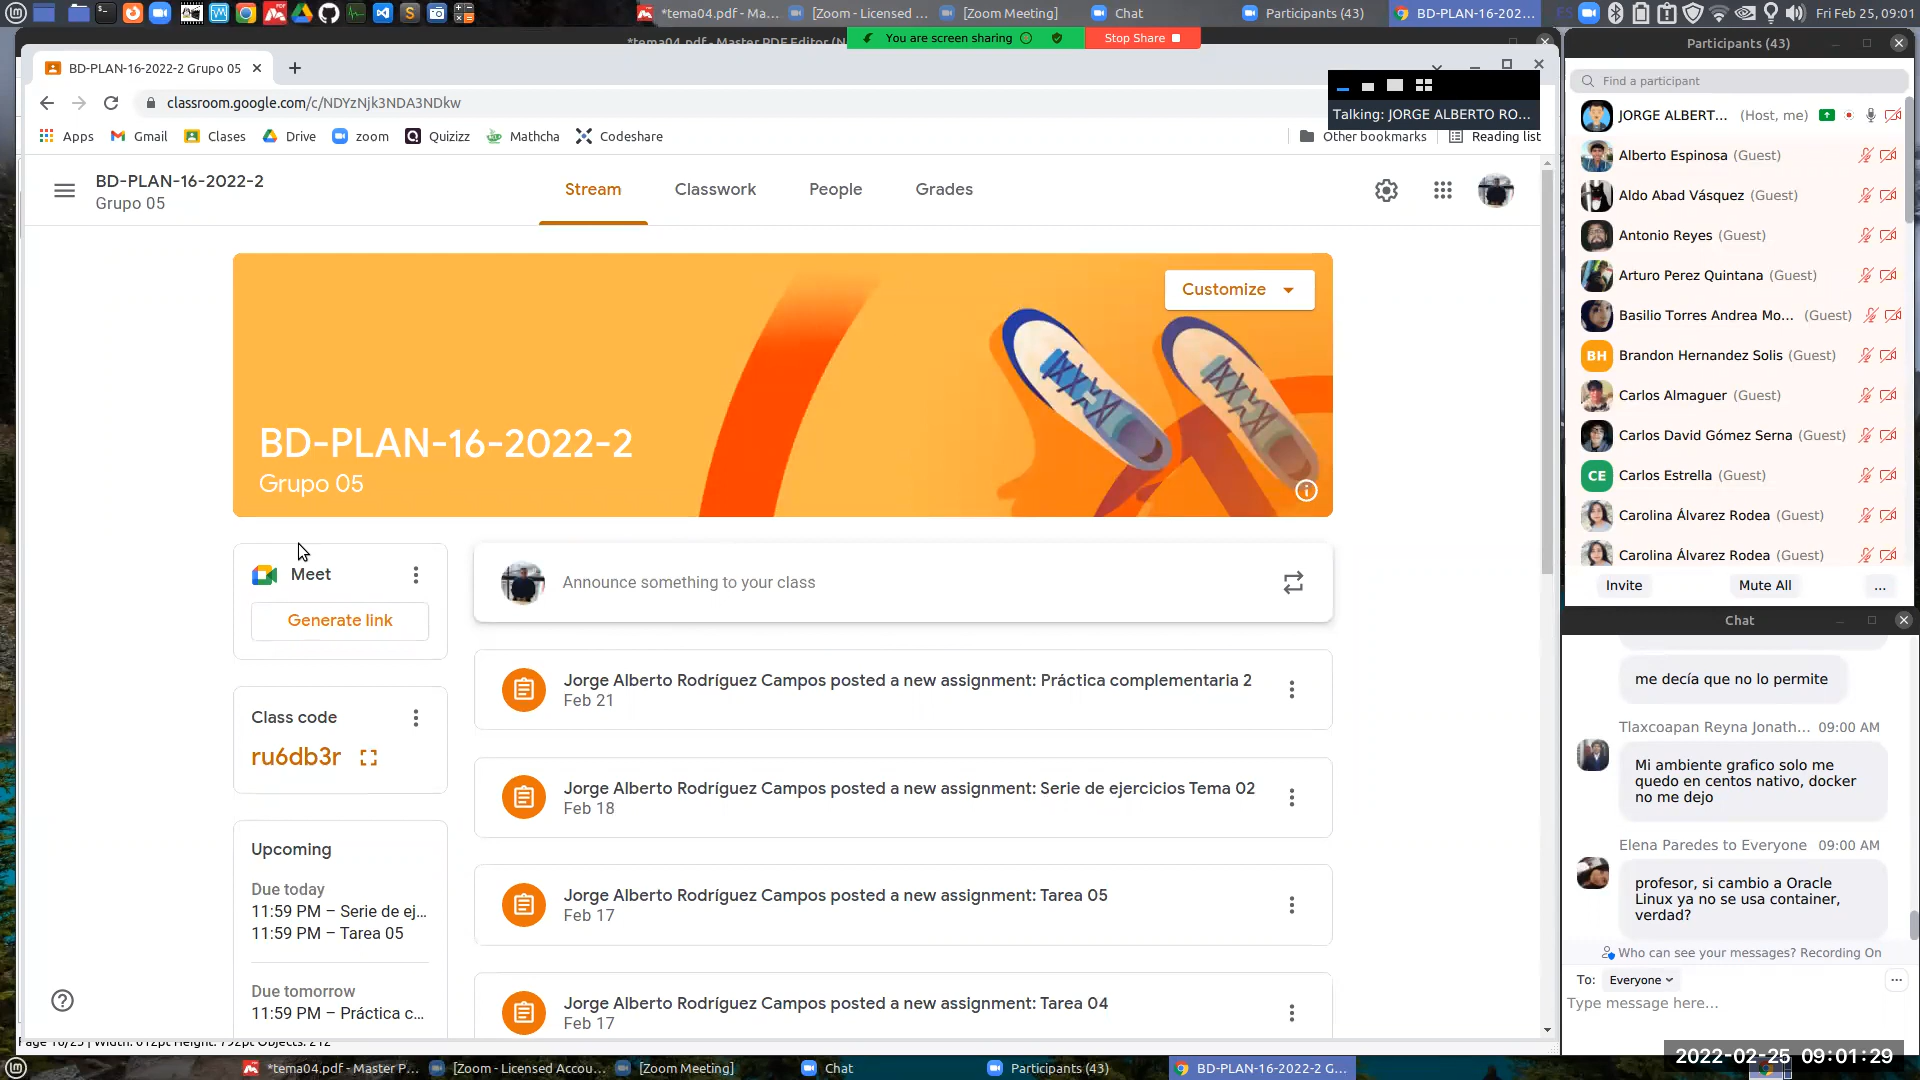 *tema04.pdf - Ma...
[Zoom - Licensed ...
[Zoom Meeting]
Chat
Participants (43)
BD-PLAN-16-202...
ES
Fri Feb 25, 09:01
*tema04.pdf - Master PDF Editor (N
You are screen sharing
Stop Share
BD-PLAN-16-2022-2 Grupo 05
classroom.google.com/c/NDYzNjk3NDA3NDkw
Talking: JORGE ALBERTO RO...
Apps
Gmail
Clases
Drive
zoom
Quizizz
Mathcha
Codeshare
Other bookmarks
Reading list
BD-PLAN-16-2022-2
Grupo 05
Stream
Classwork
People
Grades
Customize
BD-PLAN-16-2022-2
Grupo 05
Meet
Generate link
Class code
ru6db3r
Upcoming
Due today
11:59 PM – Serie de ej...
11:59 PM – Tarea 05
Due tomorrow
11:59 PM – Práctica c...
Announce something to your class
Jorge Alberto Rodríguez Campos posted a new assignment: Práctica complementaria 2
Feb 21
Jorge Alberto Rodríguez Campos posted a new assignment: Serie de ejercicios Tema 02
Feb 18
Jorge Alberto Rodríguez Campos posted a new assignment: Tarea 05
Feb 17
Jorge Alberto Rodríguez Campos posted a new assignment: Tarea 04
Feb 17
Participants (43)
Find a participant
JORGE ALBERT... (Host, me)
Alberto Espinosa (Guest)
Aldo Abad Vásquez (Guest)
Antonio Reyes (Guest)
Arturo Perez Quintana (Guest)
Basilio Torres Andrea Mo... (Guest)
BH Brandon Hernandez Solis (Guest)
Carlos Almaguer (Guest)
Carlos David Gómez Serna (Guest)
CE Carlos Estrella (Guest)
Carolina Álvarez Rodea (Guest)
Carolina Álvarez Rodea (Guest)
Invite
Mute All
...
Chat
me decía que no lo permite
Tlaxcoapan Reyna Jonath... 09:00 AM
Mi ambiente grafico solo me
quedo en centos nativo, docker
no me dejo
Elena Paredes to Everyone 09:00 AM
profesor, si cambio a Oracle
Linux ya no se usa container,
verdad?
Who can see your messages? Recording On
To: Everyone
Type message here...
2022-02-25 09:01:29
*tema04.pdf - Master P...
[Zoom - Licensed Accou...
[Zoom Meeting]
Chat
Participants (43)
BD-PLAN-16-2022-2 G...